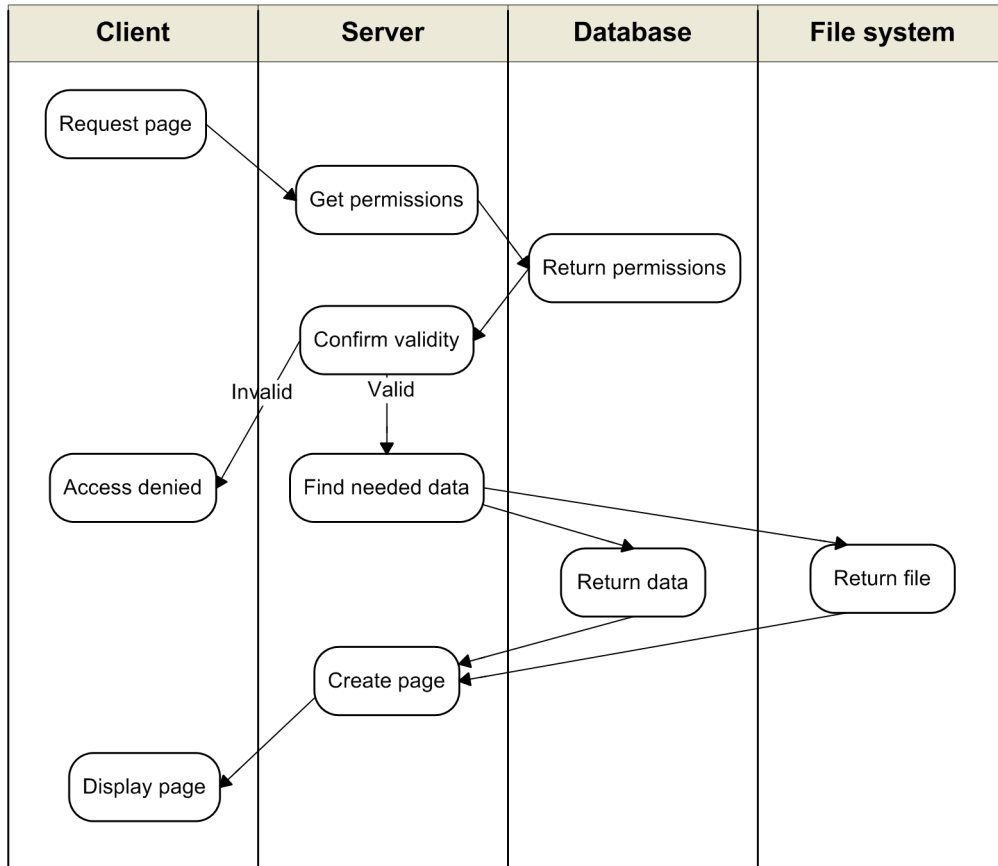 Client
Server
Database
File system
Request page
Get permissions
Return permissions
Confirm validity
Invalid
Valid
Access denied
Find needed data
Return data
Return file
Create page
Display page